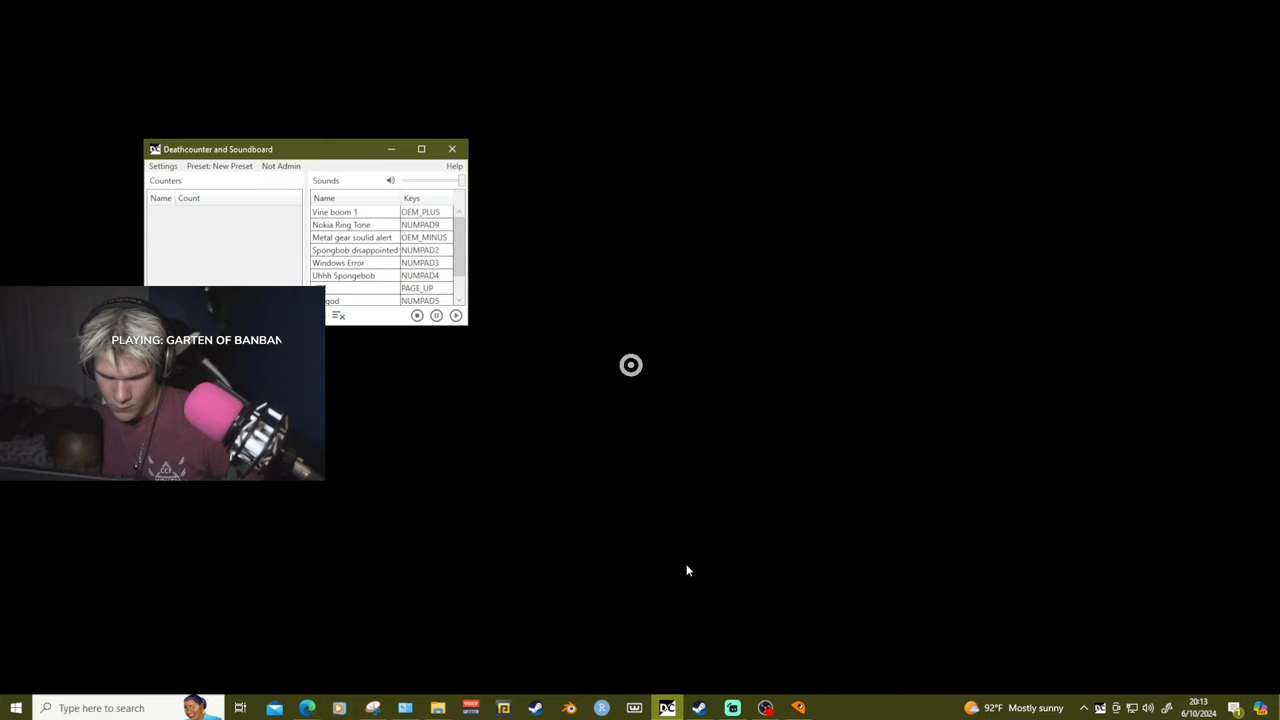 Deathcounter and Soundboard
Settings Preset: New Preset Not Admin Help
Counters Sounds
Name Count Name Keys
Vine boom 1 OEM_PLUS
Nokia Ring Tone NUMPAD9
Metal gear soulid alert OEM_MINUS
Spongbob disappointed NUMPAD2
Windows Error NUMPAD3
Uhhh Spongebob NUMPAD4
PAGE_UP
NUMPAD5
PLAYING: GARTEN OF BANBAN
Type here to search
92°F Mostly sunny
20:13
6/10/2024